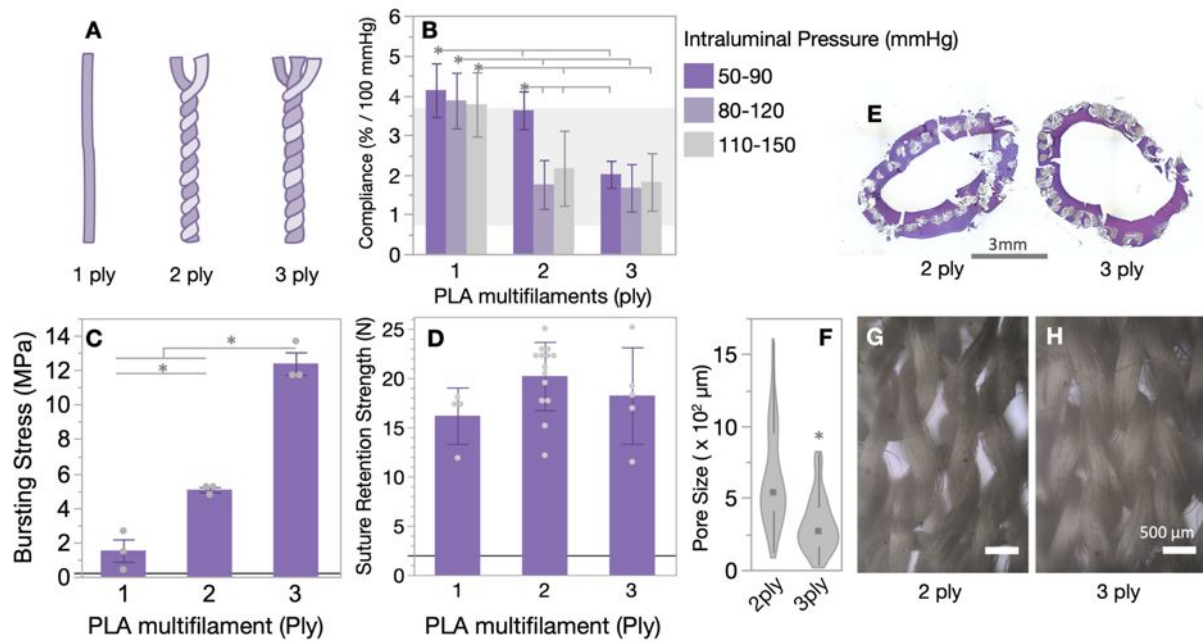 A
1 ply
2 ply
3 ply
B
Compliance (% / 100 mmHg)
6
5
4
3
2
1
0
*
*
*
*
1
2
3
PLA multifilaments (ply)
Intraluminal Pressure (mmHg)
50-90
80-120
110-150
E
3mm
2 ply
3 ply
C
Bursting Stress (MPa)
14
12
10
8
6
4
2
0
*
*
1
2
3
PLA multifilament (Ply)
D
Suture Retention Strength (N)
25
20
15
10
5
0
1
2
3
PLA multifilament (Ply)
F
Pore Size ( x 10² µm)
15
10
5
0
*
2ply
3ply
G
2 ply
H
500 µm
3 ply